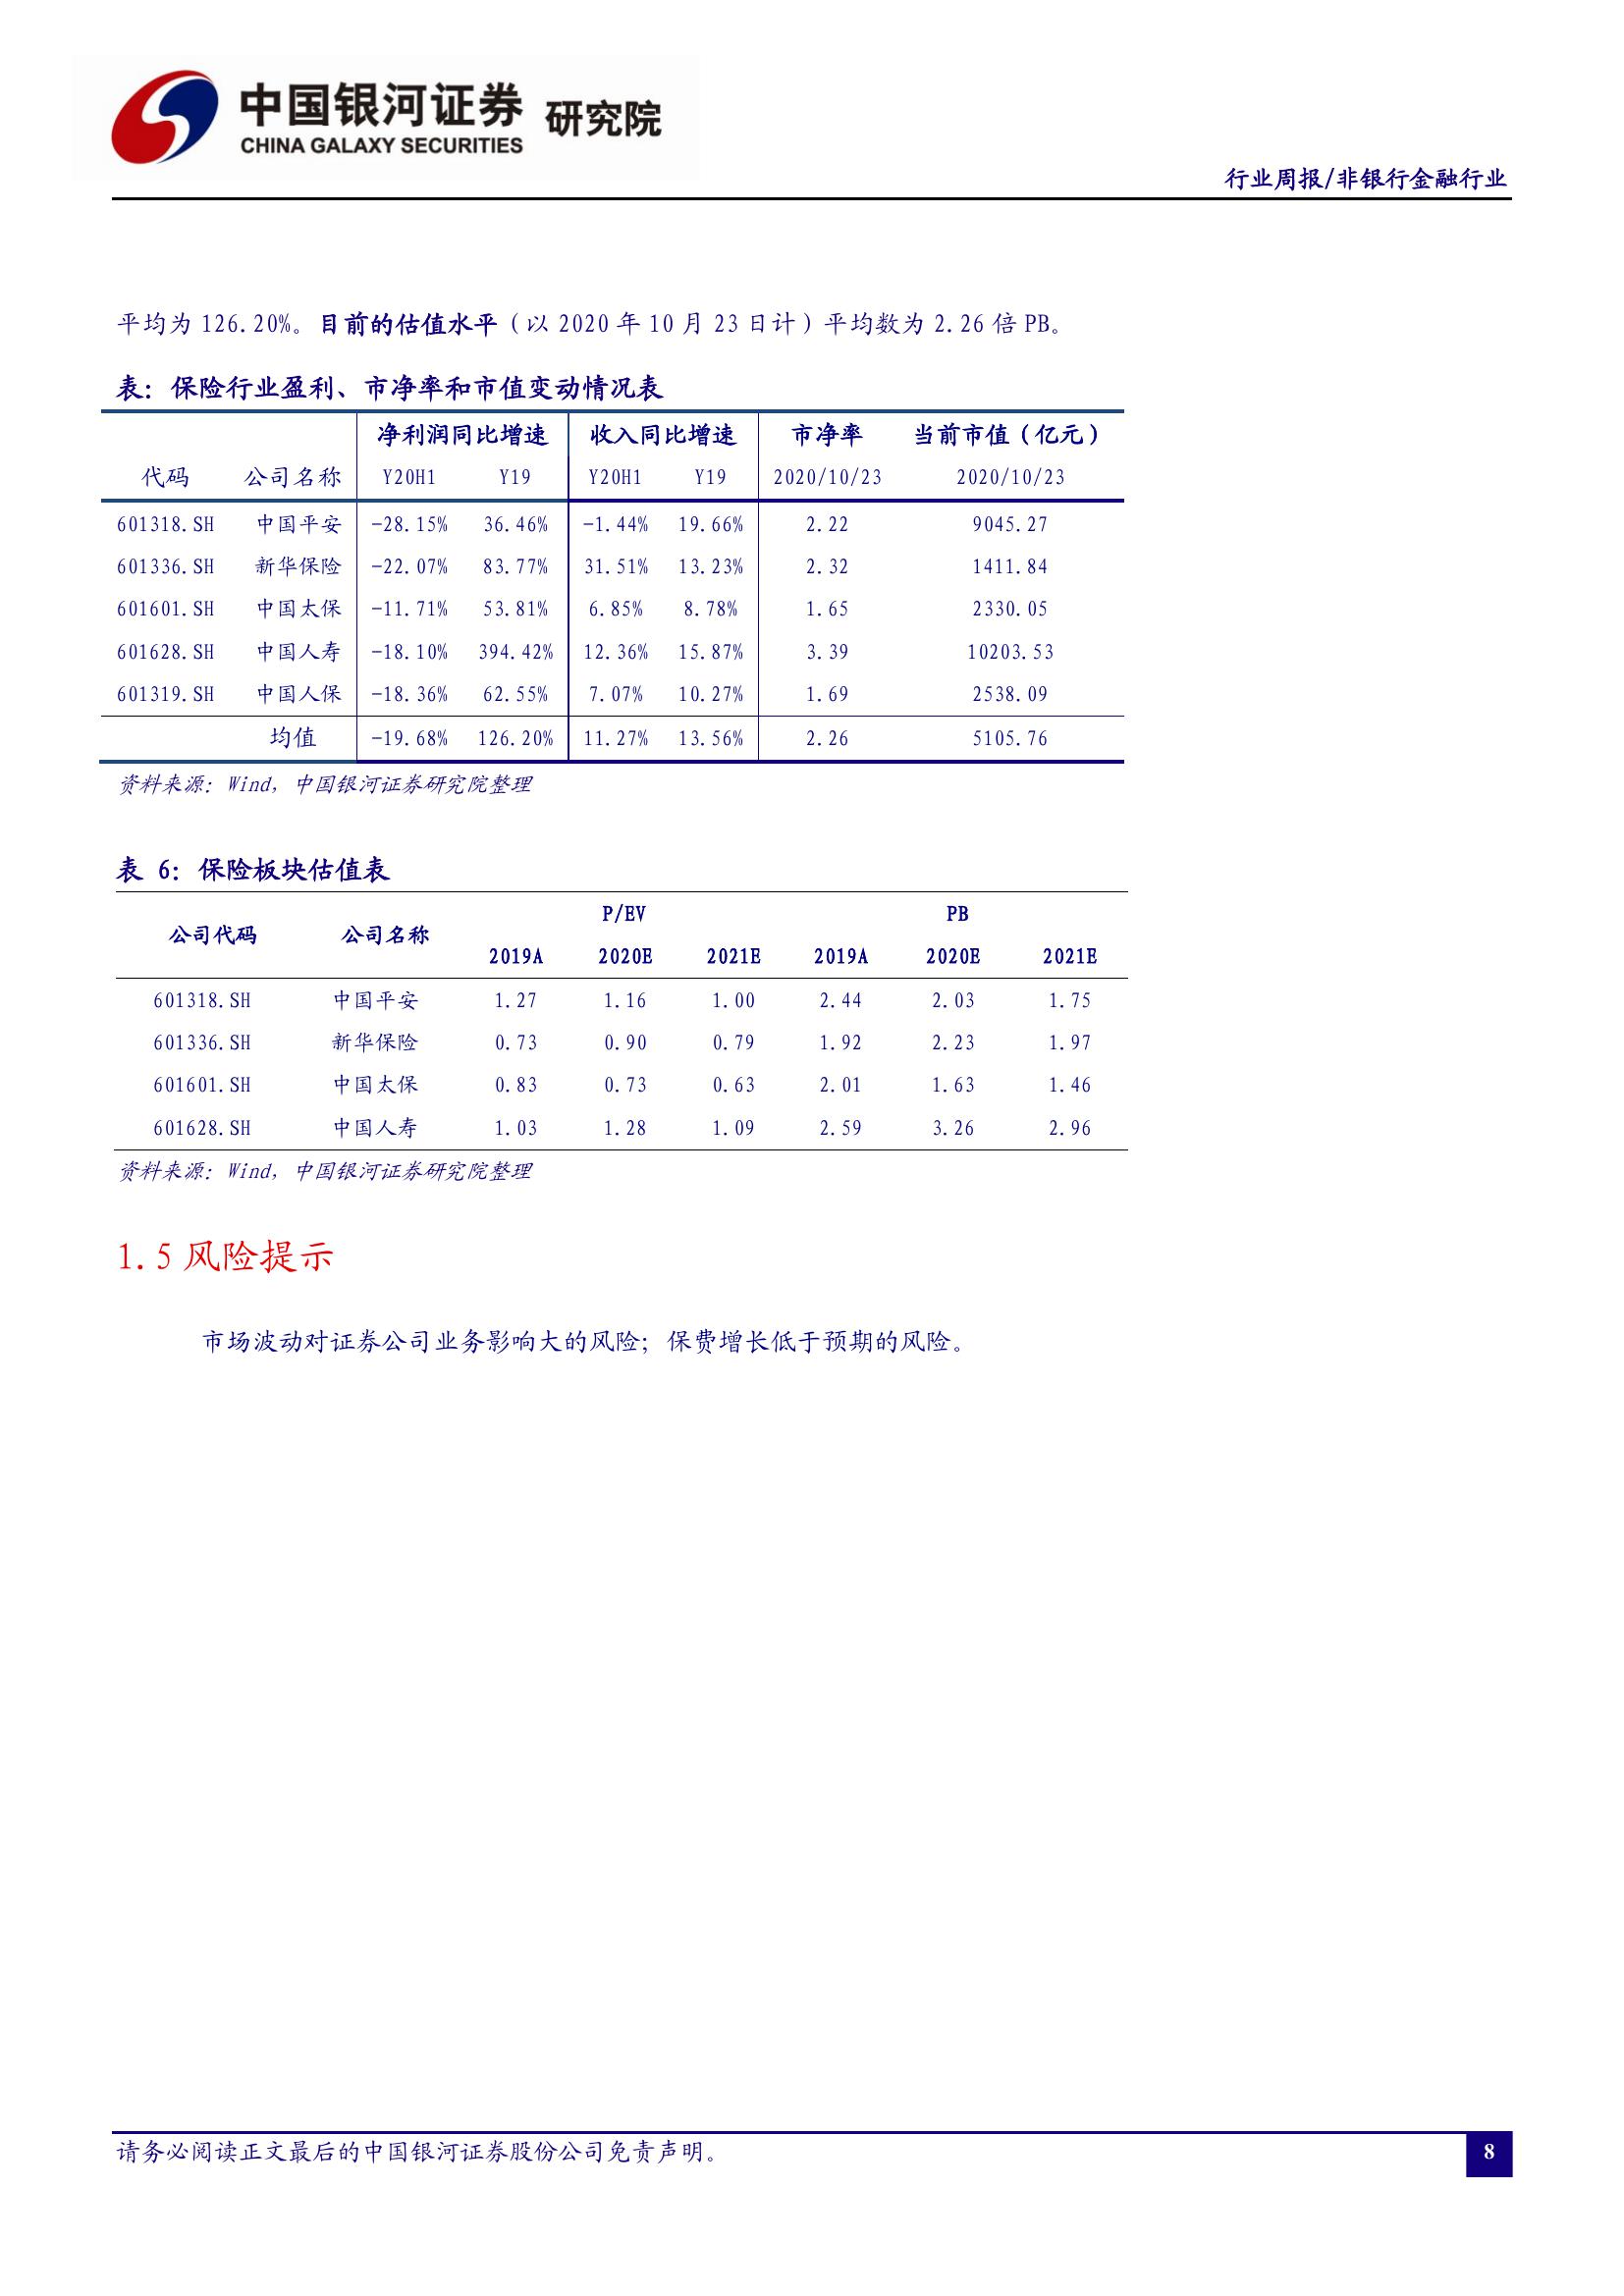 中国银河证券 研究院
CHINA GALAXY SECURITIES
行业周报/非银行金融行业
平均为 126.20%。目前的估值水平（以 2020 年 10 月 23 日计）平均数为 2.26 倍 PB。
表：保险行业盈利、市净率和市值变动情况表
净利润同比增速 收入同比增速 市净率 当前市值（亿元）
代码 公司名称 Y20H1 Y19 Y20H1 Y19 2020/10/23 2020/10/23
601318.SH 中国平安 -28.15% 36.46% -1.44% 19.66% 2.22 9045.27
601336.SH 新华保险 -22.07% 83.77% 31.51% 13.23% 2.32 1411.84
601601.SH 中国太保 -11.71% 53.81% 6.85% 8.78% 1.65 2330.05
601628.SH 中国人寿 -18.10% 394.42% 12.36% 15.87% 3.39 10203.53
601319.SH 中国人保 -18.36% 62.55% 7.07% 10.27% 1.69 2538.09
均值 -19.68% 126.20% 11.27% 13.56% 2.26 5105.76
资料来源：Wind，中国银河证券研究院整理
表 6：保险板块估值表
公司代码 公司名称 P/EV PB
2019A 2020E 2021E 2019A 2020E 2021E
601318.SH 中国平安 1.27 1.16 1.00 2.44 2.03 1.75
601336.SH 新华保险 0.73 0.90 0.79 1.92 2.23 1.97
601601.SH 中国太保 0.83 0.73 0.63 2.01 1.63 1.46
601628.SH 中国人寿 1.03 1.28 1.09 2.59 3.26 2.96
资料来源：Wind，中国银河证券研究院整理
1.5 风险提示
市场波动对证券公司业务影响大的风险；保费增长低于预期的风险。
请务必阅读正文最后的中国银河证券股份公司免责声明。
8